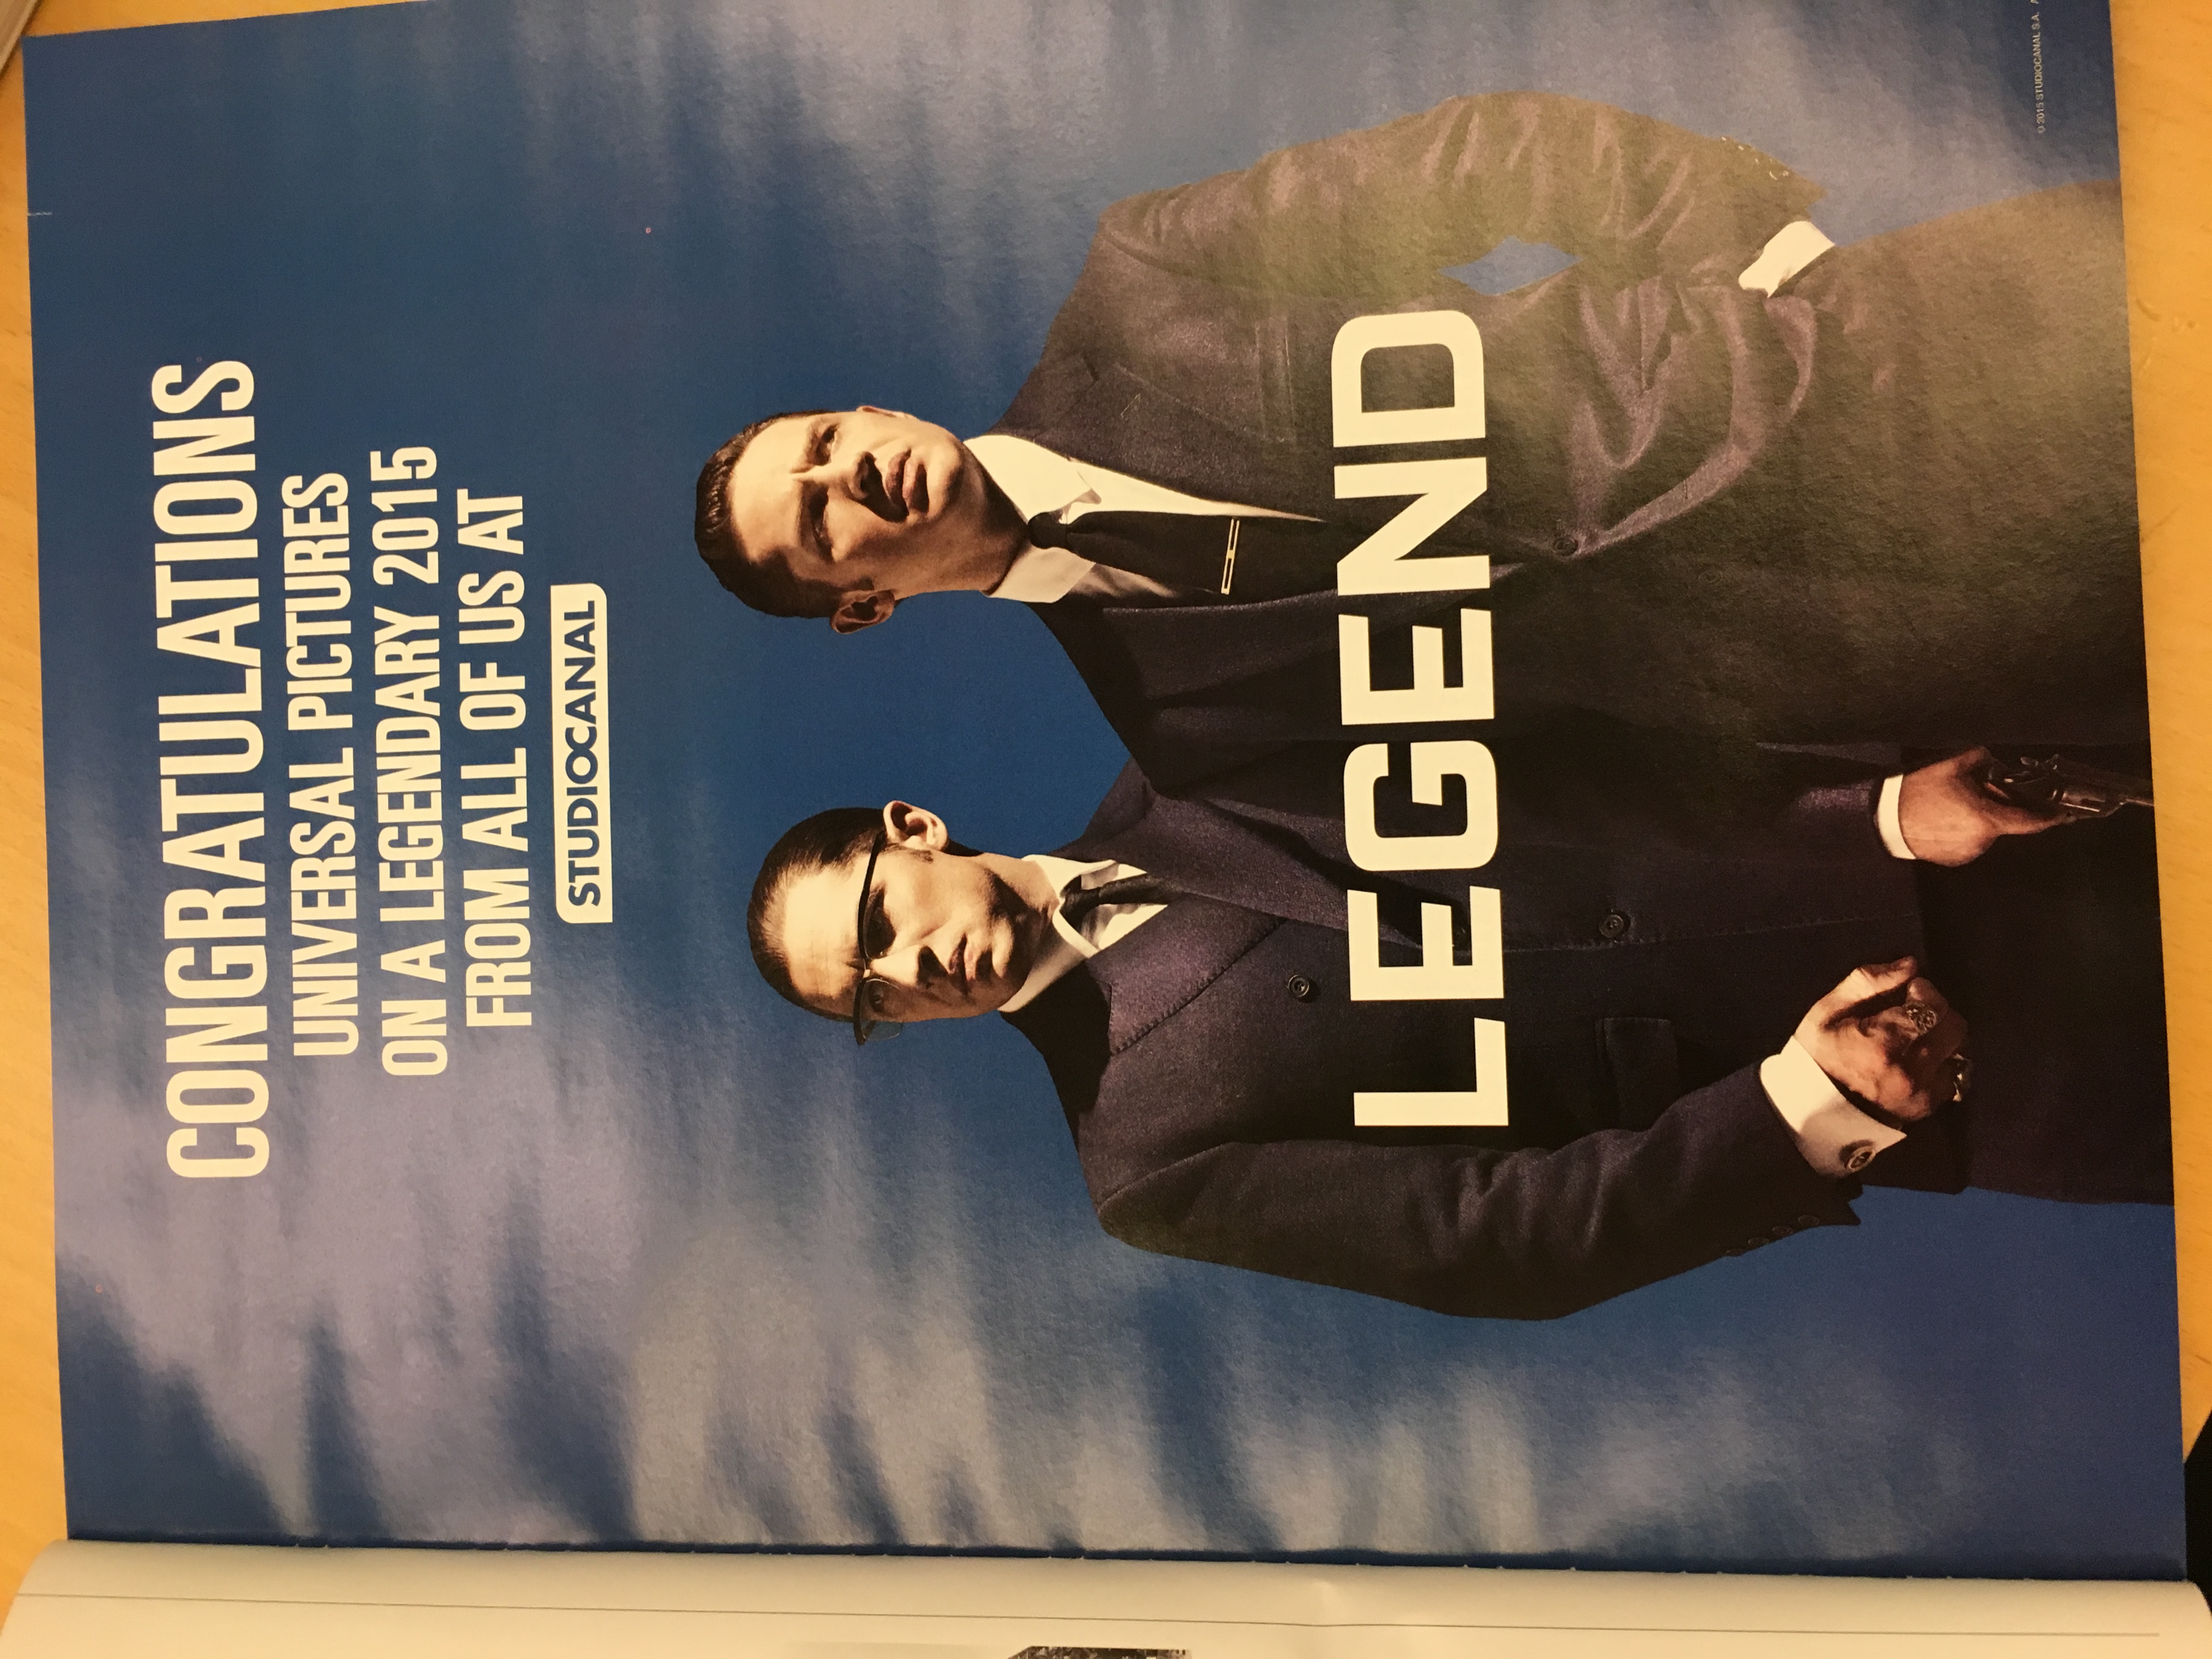 CONGRATULATIONS
UNIVERSAL PICTURES
ON A LEGENDARY 2015
FROM ALL OF US AT
STUDIOCANAL
LEGEND
© 2015 STUDIOCANAL S.A. A